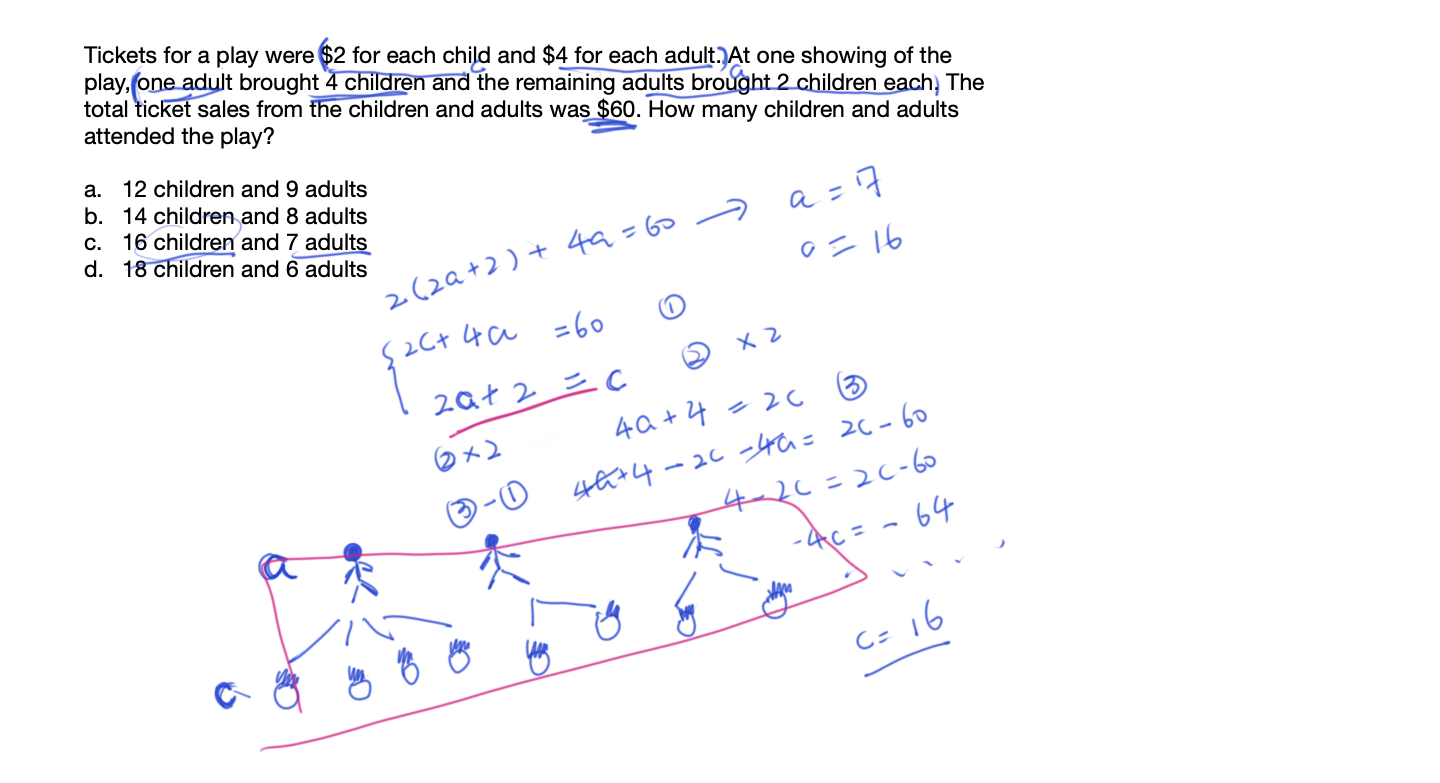 Tickets for a play were ($2 for each child and $4 for each adult.) At one showing of the
c
a
play, (one adult brought 4 children and the remaining adults brought 2 children each.) The
total ticket sales from the children and adults was $60. How many children and adults
attended the play?
a. 12 children and 9 adults
b. 14 children and 8 adults
c. 16 children and 7 adults
d. 18 children and 6 adults
2(2a+2) + 4a = 60 → a = 7
c = 16
2c + 4a = 60 ①
2a + 2 = c ② × 2
②×2 4a + 4 = 2c ③
③-① 4a+4 - 2c - 4a = 2c - 60
4 - 2c = 2c - 60
-4c = - 64
a
c = 16
c